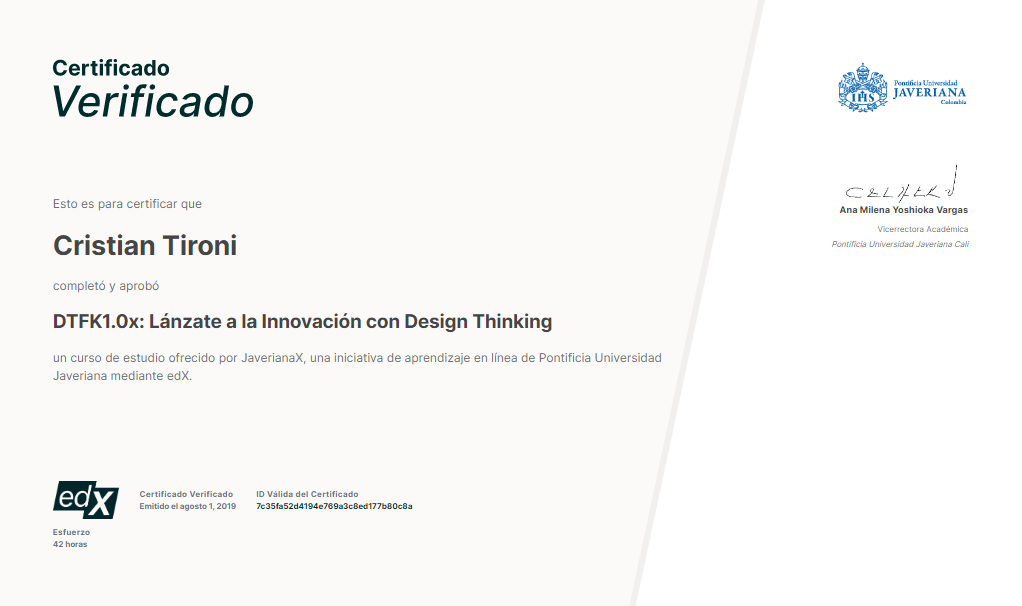 Certificado
Verificado
Esto es para certificar que
Cristian Tironi
completó y aprobó
DTFK1.0x: Lánzate a la Innovación con Design Thinking
un curso de estudio ofrecido por JaverianaX, una iniciativa de aprendizaje en línea de Pontificia Universidad
Javeriana mediante edX.
edX
Certificado Verificado
Emitido el agosto 1, 2019
ID Válida del Certificado
7c35fa52d4194e769a3c8ed177b80c8a
Esfuerzo
42 horas
IHS
Pontificia Universidad
JAVERIANA
Colombia
Ana Milena Yoshioka Vargas
Vicerrectora Académica
Pontificia Universidad Javeriana Cali